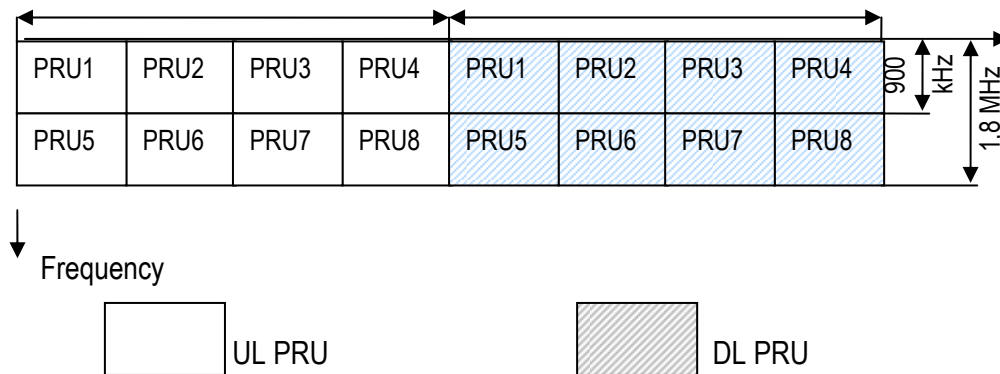 PRU1 PRU2 PRU3 PRU4 PRU1 PRU2 PRU3 PRU4
900 kHz
1.8 MHz
PRU5 PRU6 PRU7 PRU8 PRU5 PRU6 PRU7 PRU8
Frequency
UL PRU
DL PRU